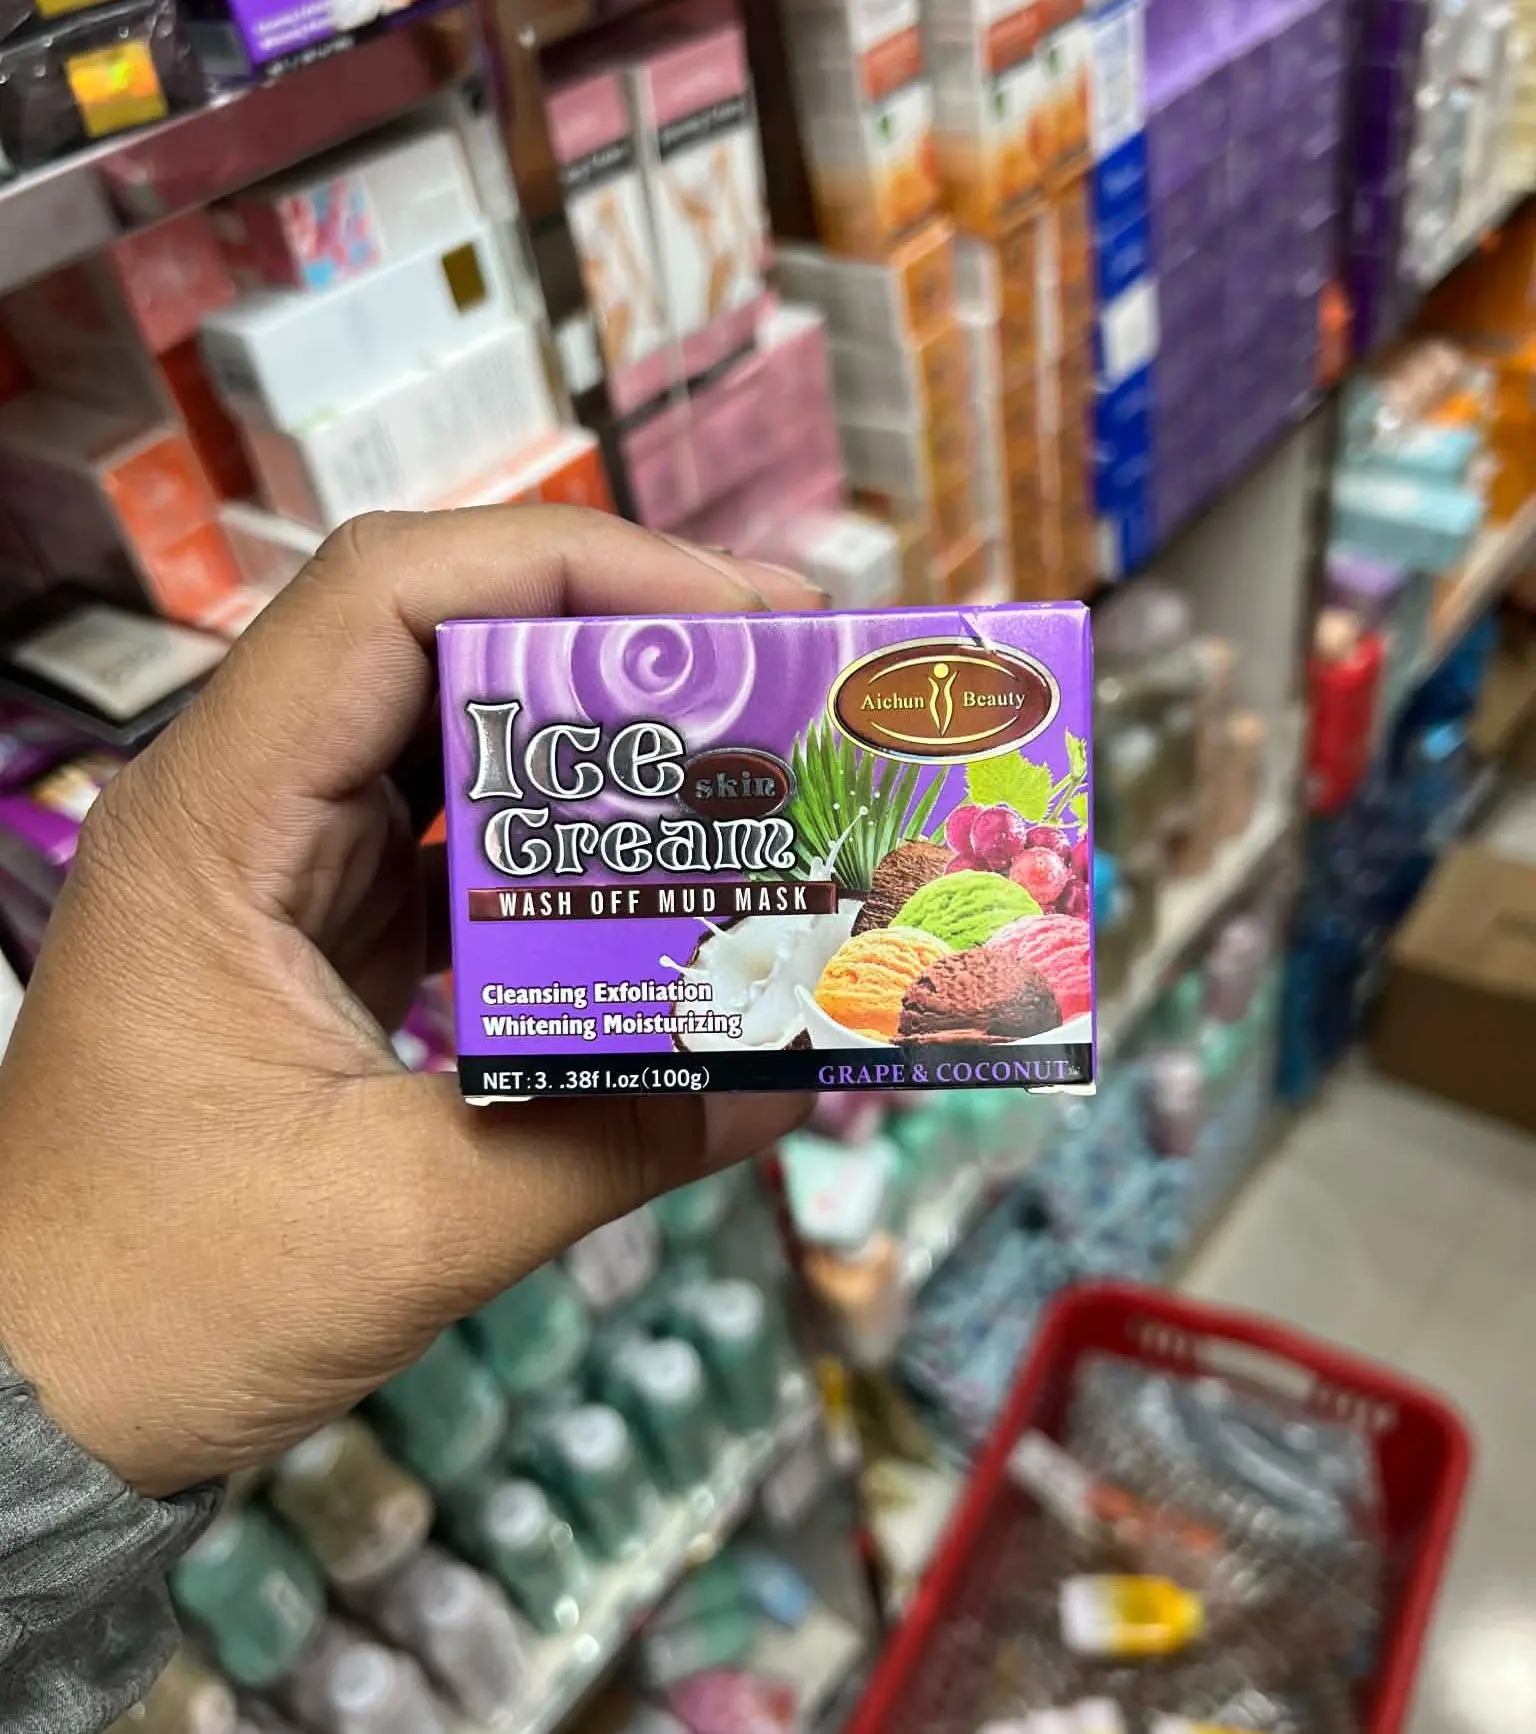 Aichun Beauty
Ice
skin
Cream
WASH OFF MUD MASK
Cleansing Exfoliation
Whitening Moisturizing
NET:3. .38f l.oz(100g)
GRAPE & COCONUT